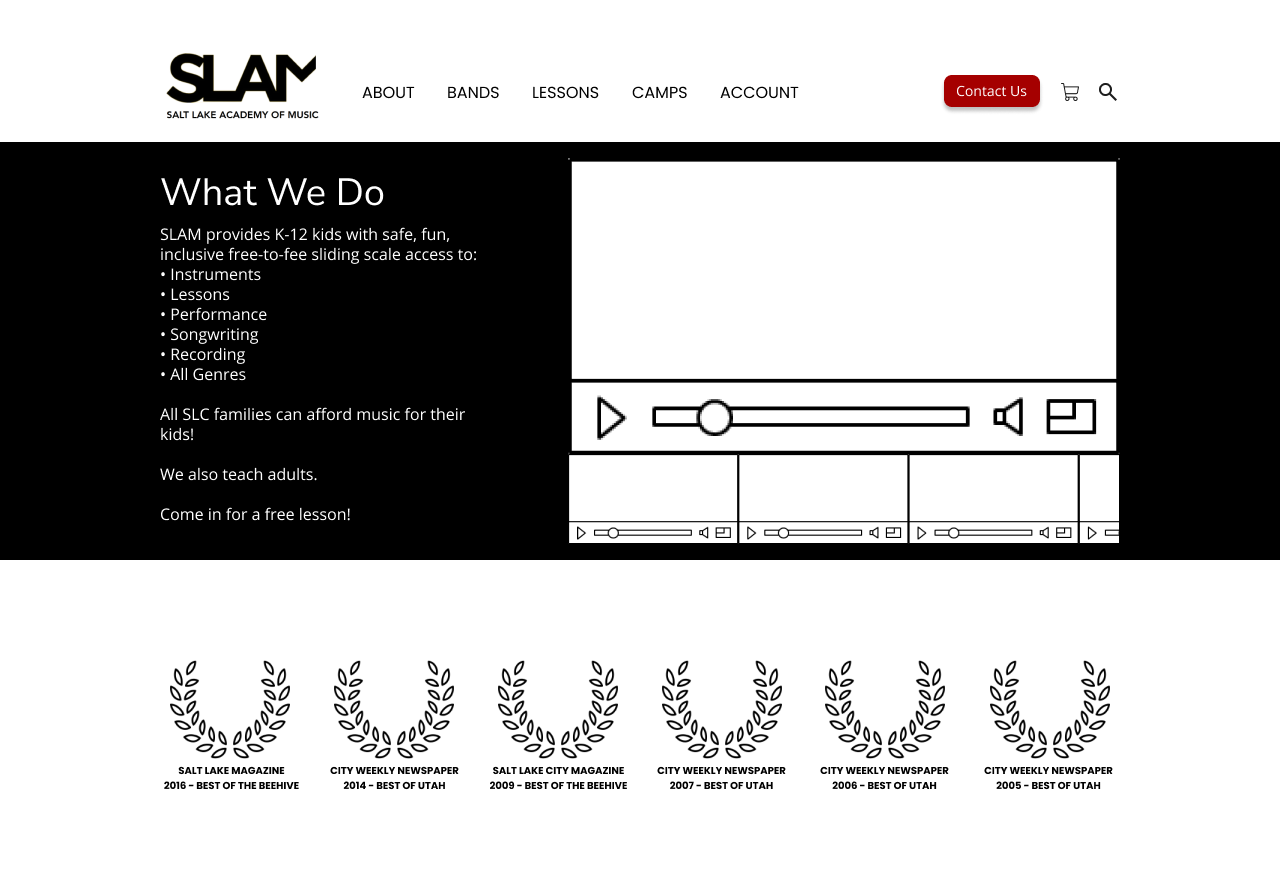 SLAM
SALT LAKE ACADEMY OF MUSIC
ABOUT BANDS LESSONS CAMPS ACCOUNT
Contact Us
What We Do
SLAM provides K-12 kids with safe, fun,
inclusive free-to-fee sliding scale access to:
• Instruments
• Lessons
• Performance
• Songwriting
• Recording
• All Genres
All SLC families can afford music for their
kids!
We also teach adults.
Come in for a free lesson!
SALT LAKE MAGAZINE
2016 - BEST OF THE BEEHIVE
CITY WEEKLY NEWSPAPER
2014 - BEST OF UTAH
SALT LAKE CITY MAGAZINE
2009 - BEST OF THE BEEHIVE
CITY WEEKLY NEWSPAPER
2007 - BEST OF UTAH
CITY WEEKLY NEWSPAPER
2006 - BEST OF UTAH
CITY WEEKLY NEWSPAPER
2005 - BEST OF UTAH